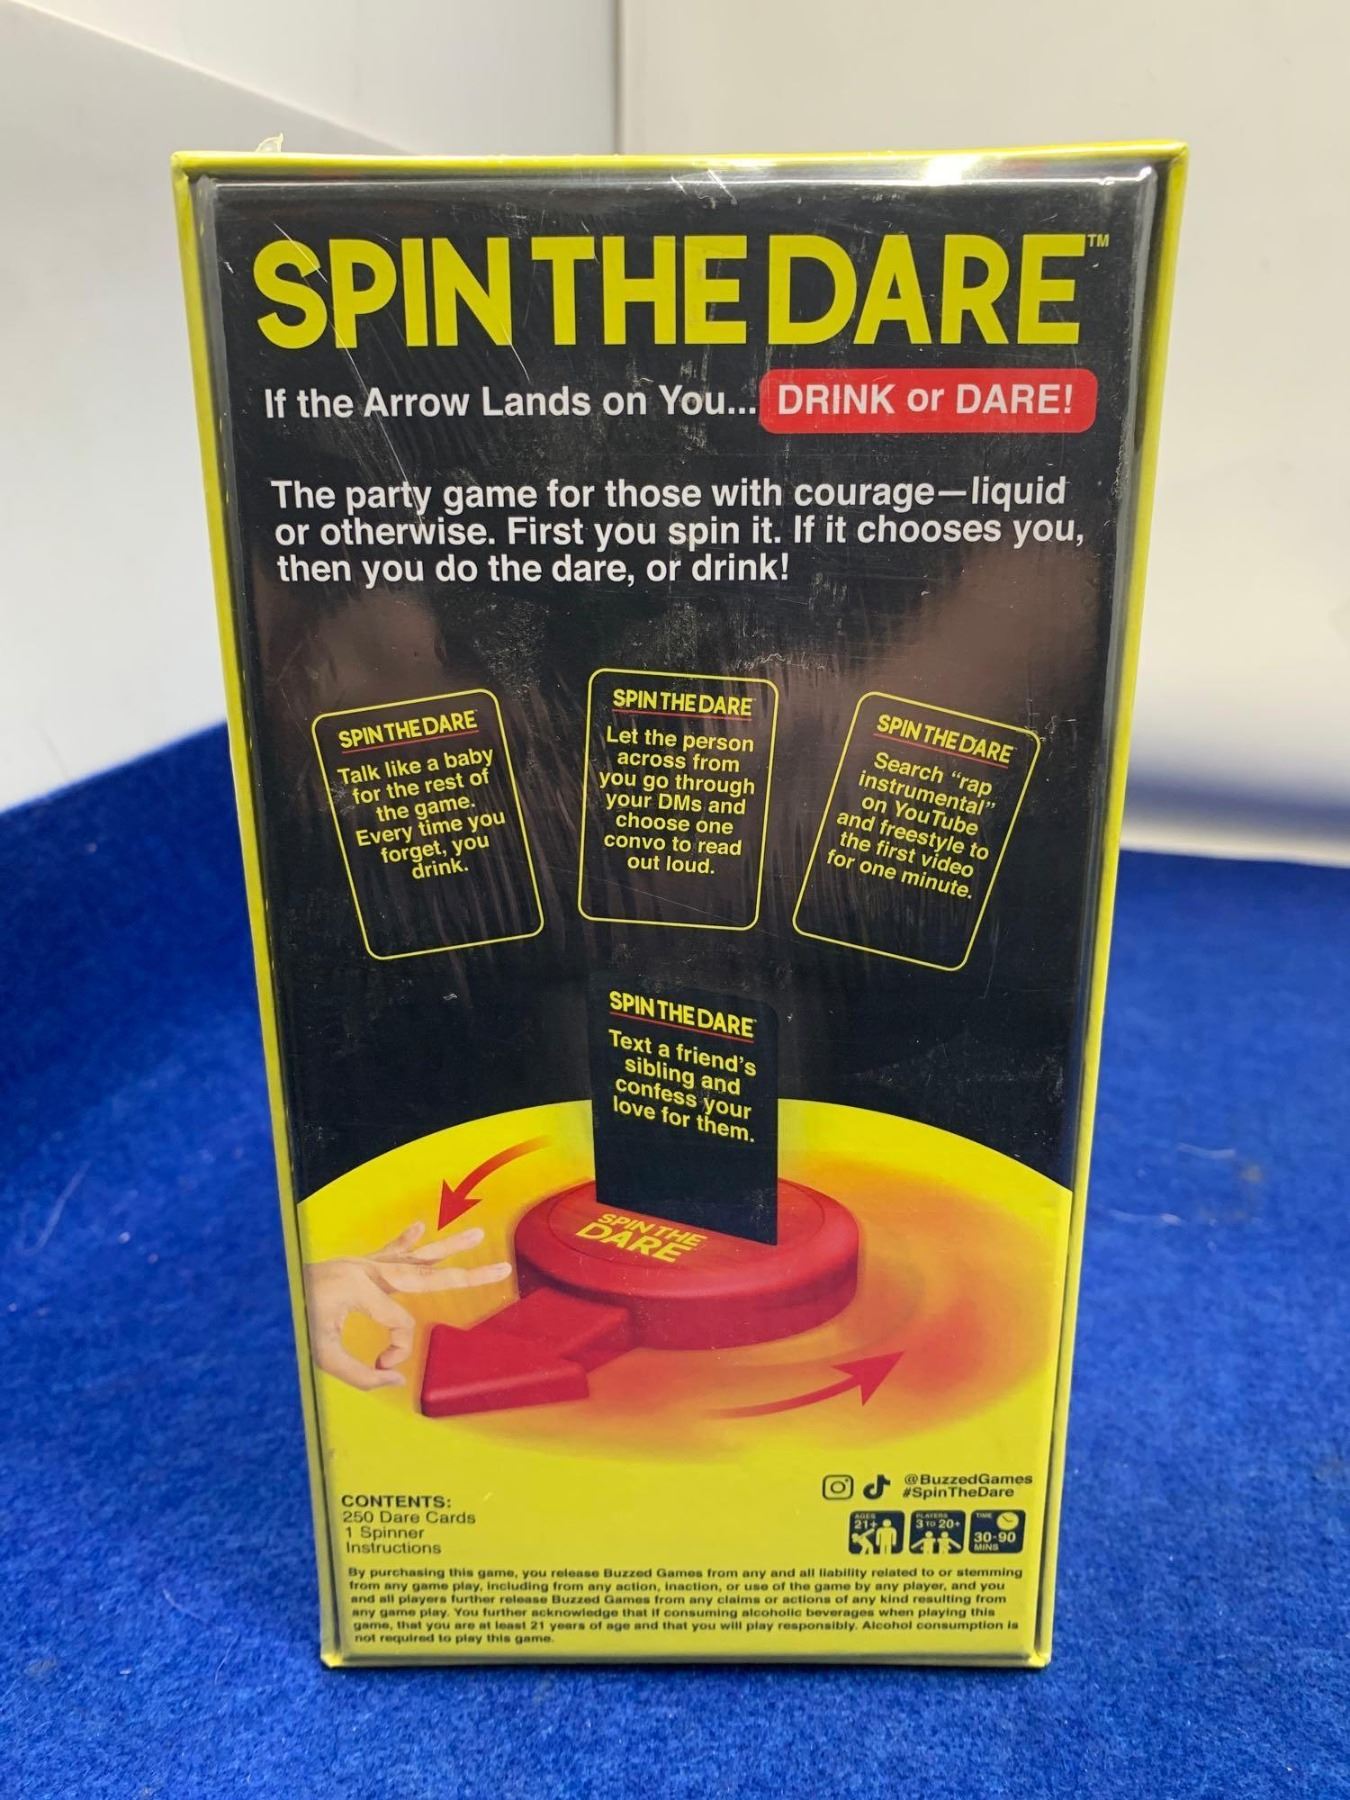 SPIN THE DARE™
If the Arrow Lands on You... DRINK or DARE!
The party game for those with courage—liquid
or otherwise. First you spin it. If it chooses you,
then you do the dare, or drink!
SPIN THE DARE
Talk like a baby
for the rest of
the game.
Every time you
forget, you
drink.
SPIN THE DARE
Let the person
across from
you go through
your DMs and
choose one
convo to read
out loud.
SPIN THE DARE
Search “rap
instrumental”
on YouTube
and freestyle to
the first video
for one minute.
SPIN THE DARE
Text a friend’s
sibling and
confess your
love for them.
SPIN THE
DARE
CONTENTS:
250 Dare Cards
1 Spinner
Instructions
@BuzzedGames
#SpinTheDare
AGES
21+
PLAYERS
3 TO 20+
TIME
30-90
MINS
By purchasing this game, you release Buzzed Games from any and all liability related to or stemming
from any game play, including from any action, inaction, or use of the game by any player, and you
and all players further release Buzzed Games from any claims or actions of any kind resulting from
any game play. You further acknowledge that if consuming alcoholic beverages when playing this
game, that you are at least 21 years of age and that you will play responsibly. Alcohol consumption is
not required to play this game.